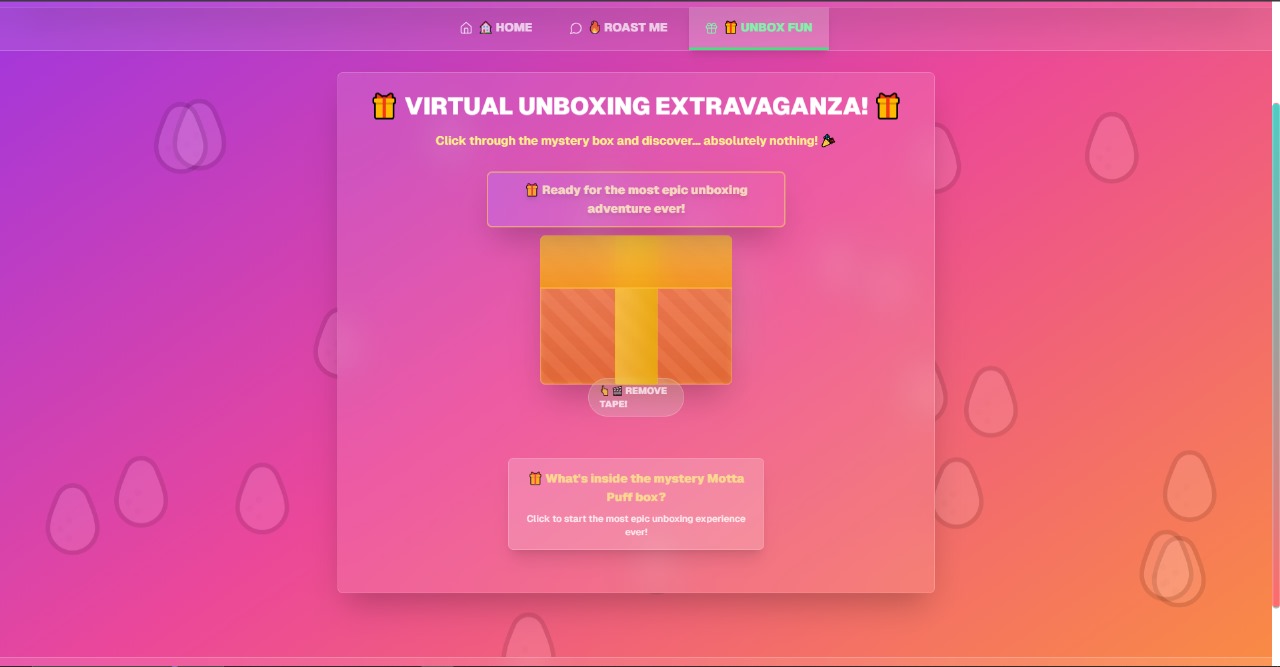 HOME
ROAST ME
UNBOX FUN
VIRTUAL UNBOXING EXTRAVAGANZA!
Click through the mystery box and discover... absolutely nothing!
Ready for the most epic unboxing
adventure ever!
REMOVE
TAPE!
What's inside the mystery Motta
Puff box?
Click to start the most epic unboxing experience
ever!